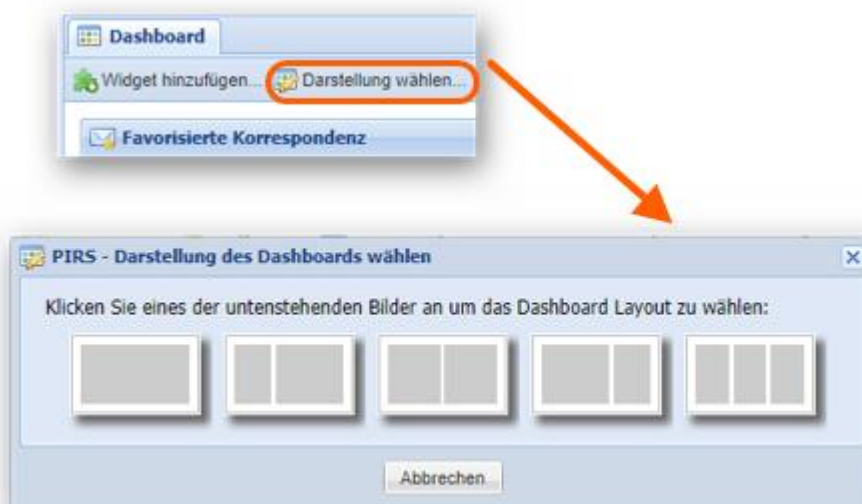 Dashboard
Widget hinzufügen... Darstellung wählen...
Favorisierte Korrespondenz
PIRS - Darstellung des Dashboards wählen
Klicken Sie eines der untenstehenden Bilder an um das Dashboard Layout zu wählen:
Abbrechen